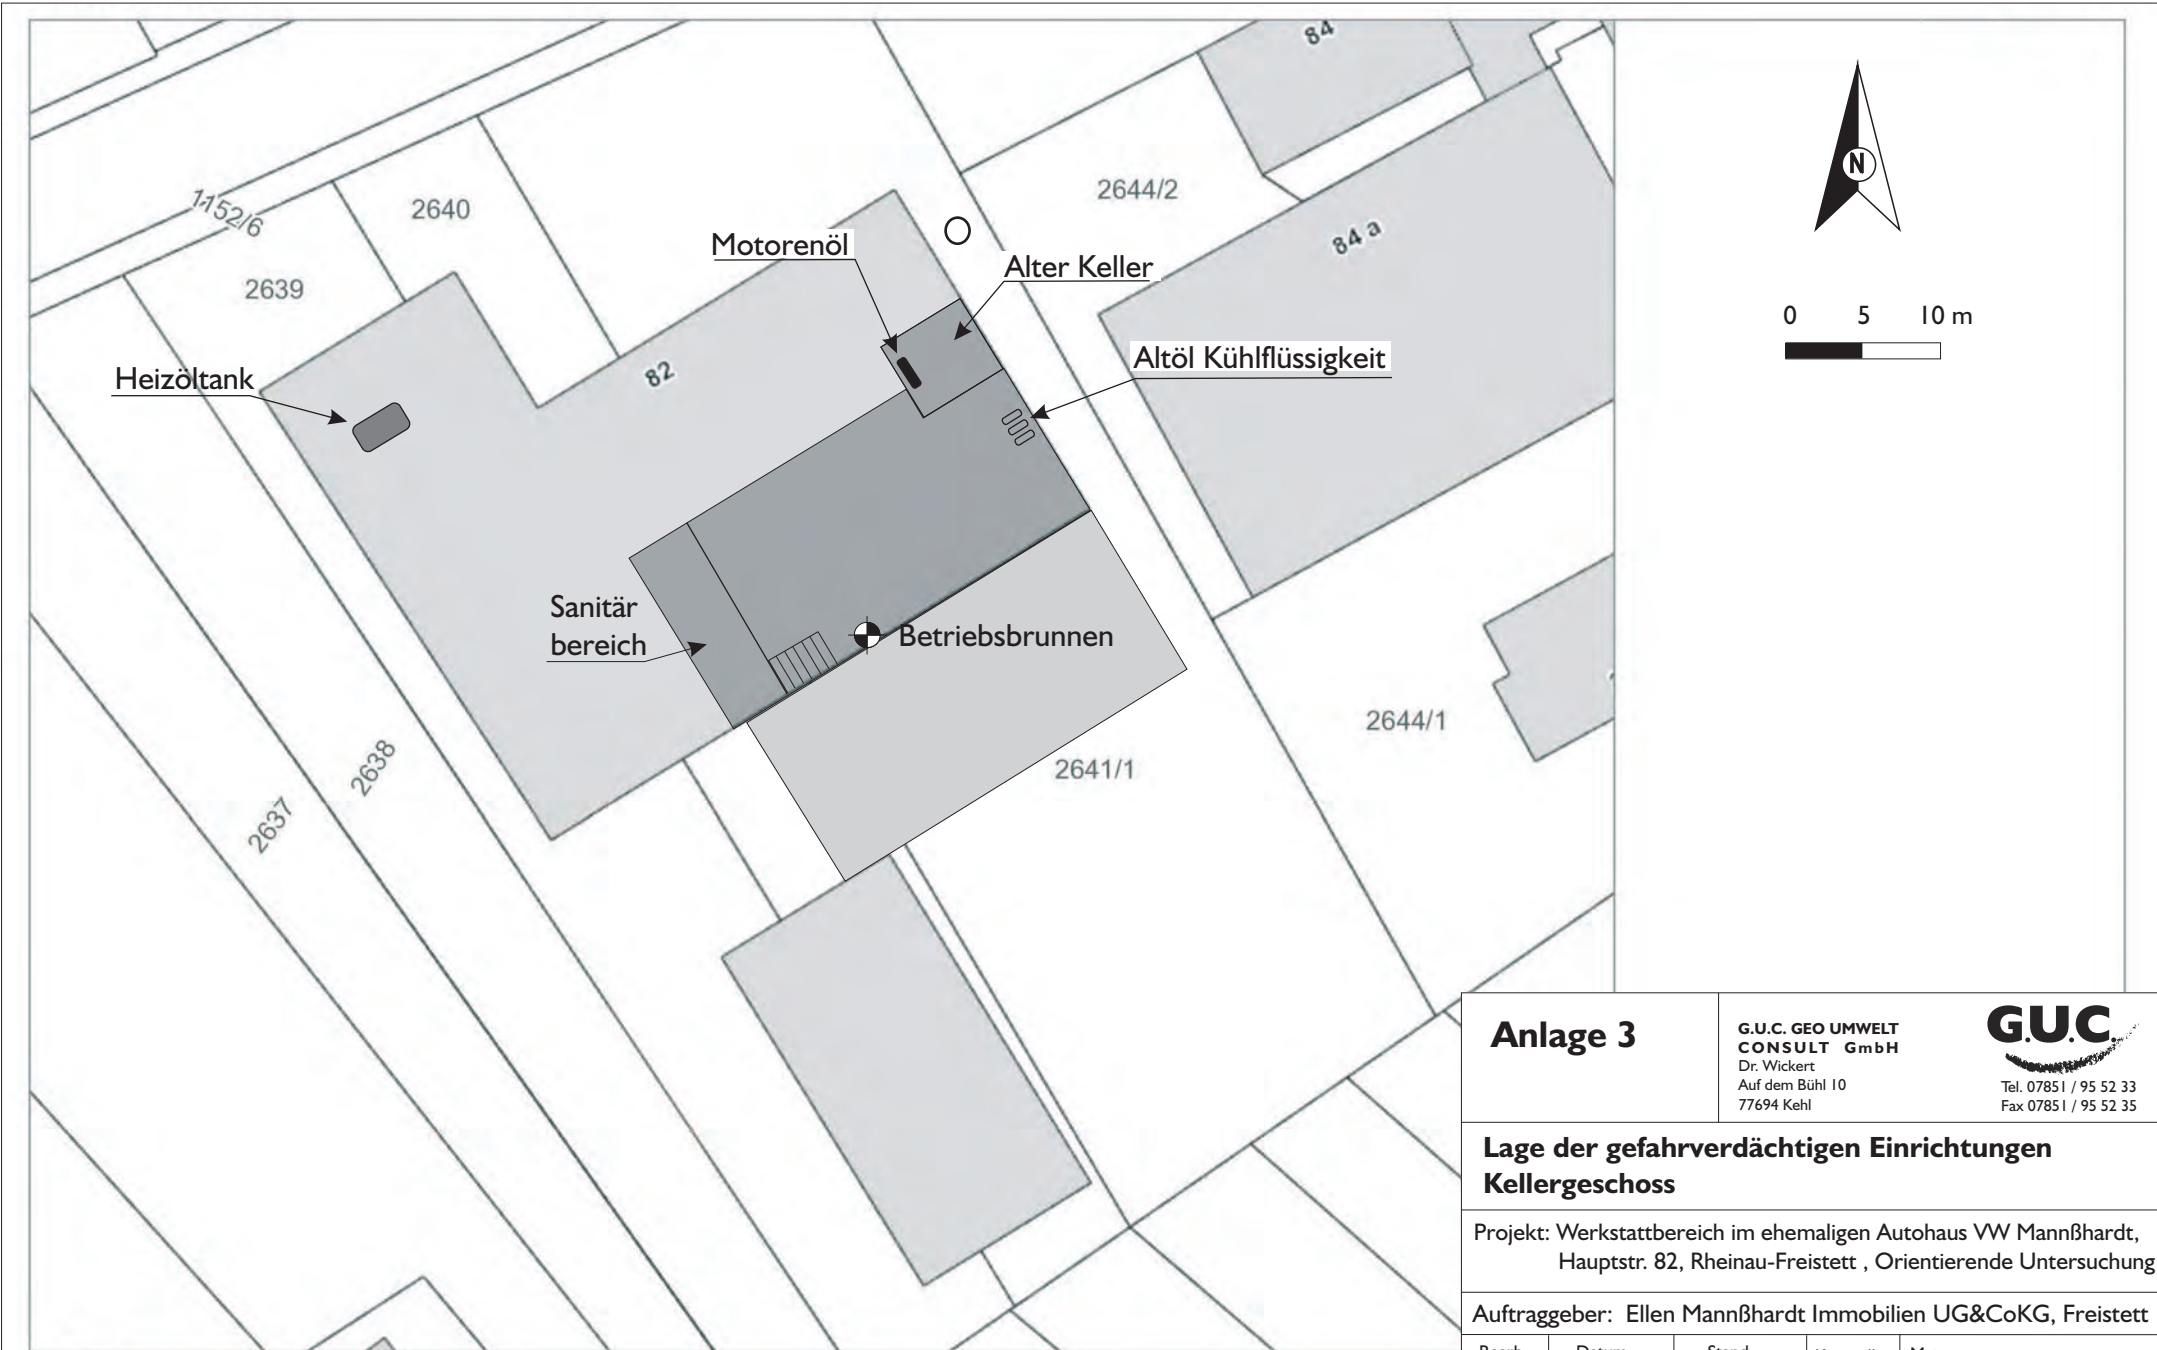 84
1152/6
2640
2644/2
84 a
N
Motorenöl
Alter Keller
2639
0 5 10 m
Heizöltank
82
Altöl Kühlflüssigkeit
Sanitär
bereich
Betriebsbrunnen
2644/1
2641/1
2638
2637
Anlage 3
G.U.C. GEO UMWELT
CONSULT GmbH
Dr. Wickert
Auf dem Bühl 10
77694 Kehl
G.U.C.
Tel. 07851 / 95 52 33
Fax 07851 / 95 52 35
Lage der gefahrverdächtigen Einrichtungen
Kellergeschoss
Projekt: Werkstattbereich im ehemaligen Autohaus VW Mannßhardt,
Hauptstr. 82, Rheinau-Freistett , Orientierende Untersuchung
Auftraggeber: Ellen Mannßhardt Immobilien UG&CoKG, Freistett